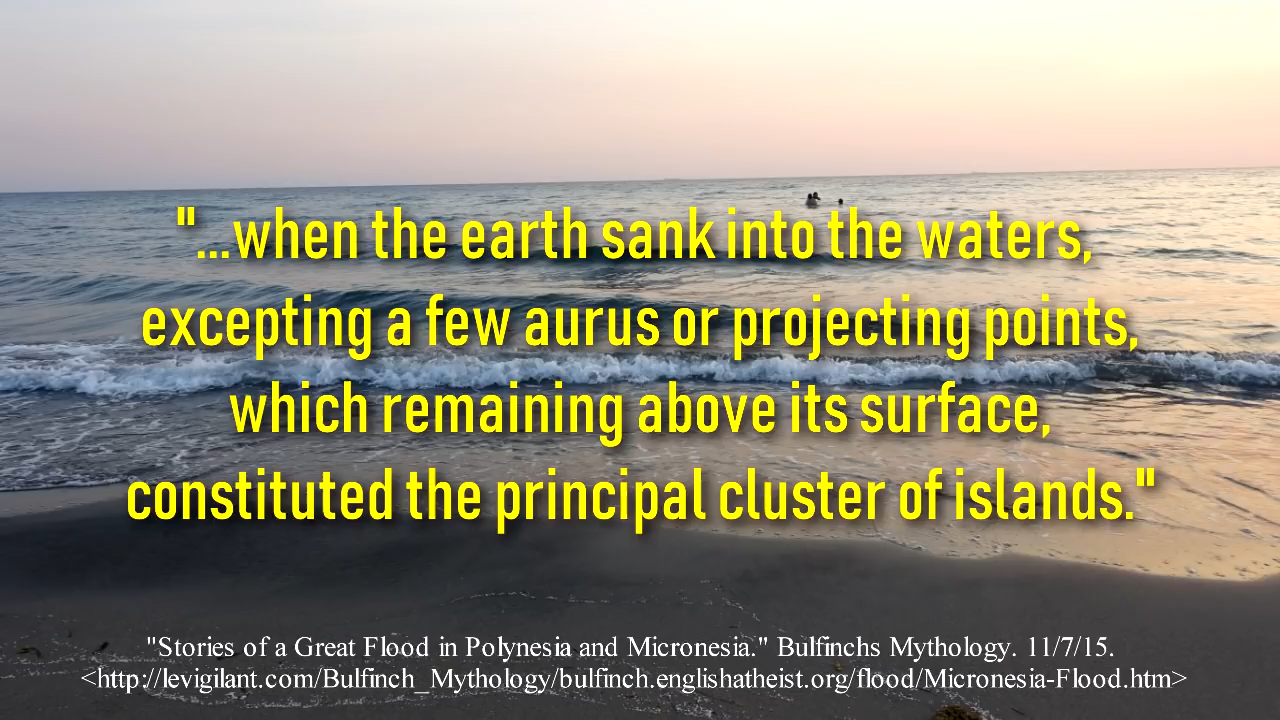 "...when the earth sank into the waters,
excepting a few aurus or projecting points,
which remaining above its surface,
constituted the principal cluster of islands."
"Stories of a Great Flood in Polynesia and Micronesia." Bulfinchs Mythology. 11/7/15.
<http://levigilant.com/Bulfinch_Mythology/bulfinch.englishatheist.org/flood/Micronesia-Flood.htm>